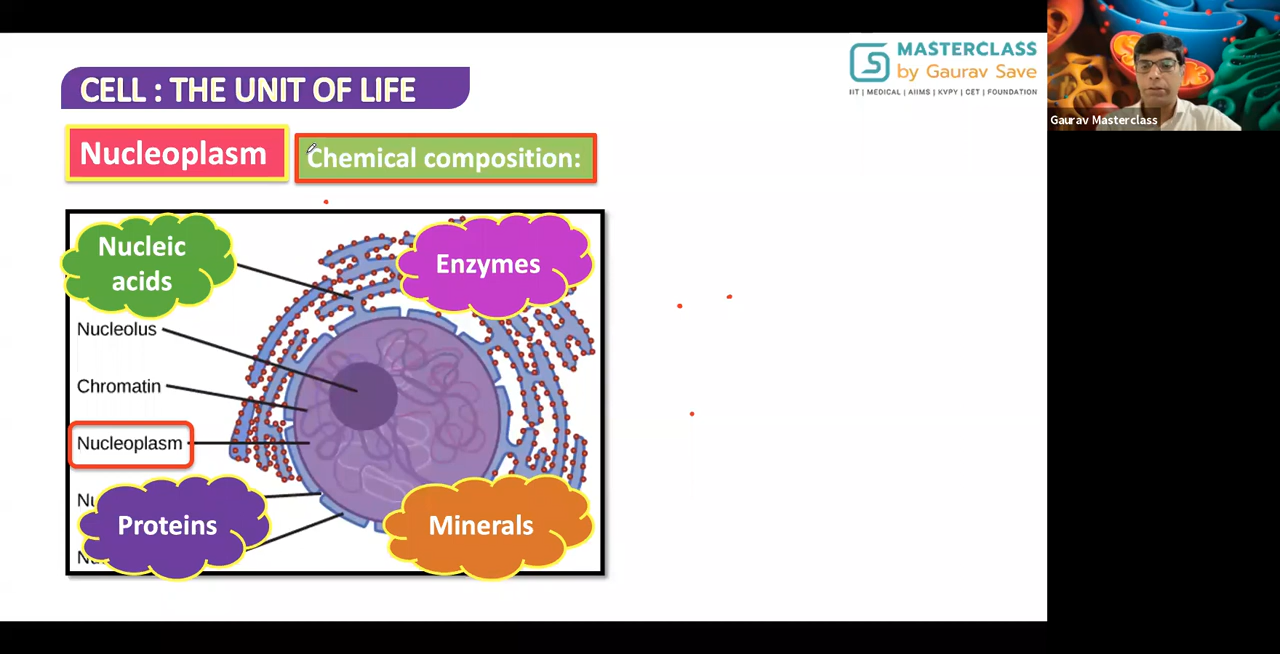 MASTERCLASS
by Gaurav Save
IIT | MEDICAL | AIIMS | KVPY | CET | FOUNDATION
Gaurav Masterclass
CELL : THE UNIT OF LIFE
Nucleoplasm
Chemical composition:
Nucleic
acids
Enzymes
Nucleolus
Chromatin
Nucleoplasm
Proteins
Minerals